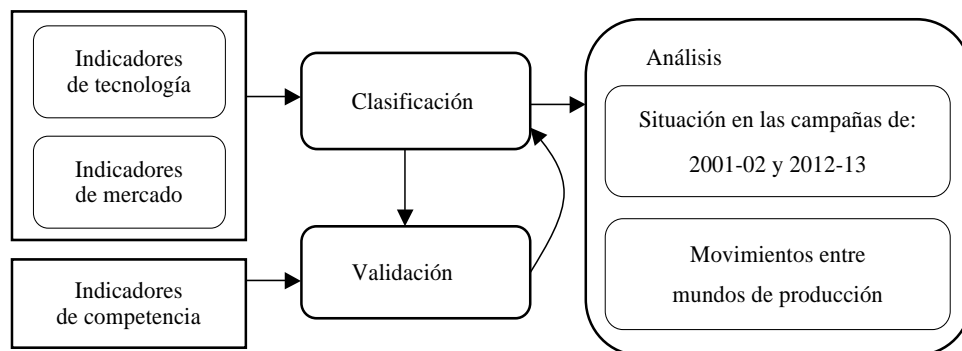 Indicadores
de tecnología
Indicadores
de mercado
Indicadores
de competencia
Clasificación
Validación
Análisis
Situación en las campañas de:
2001-02 y 2012-13
Movimientos entre
mundos de producción